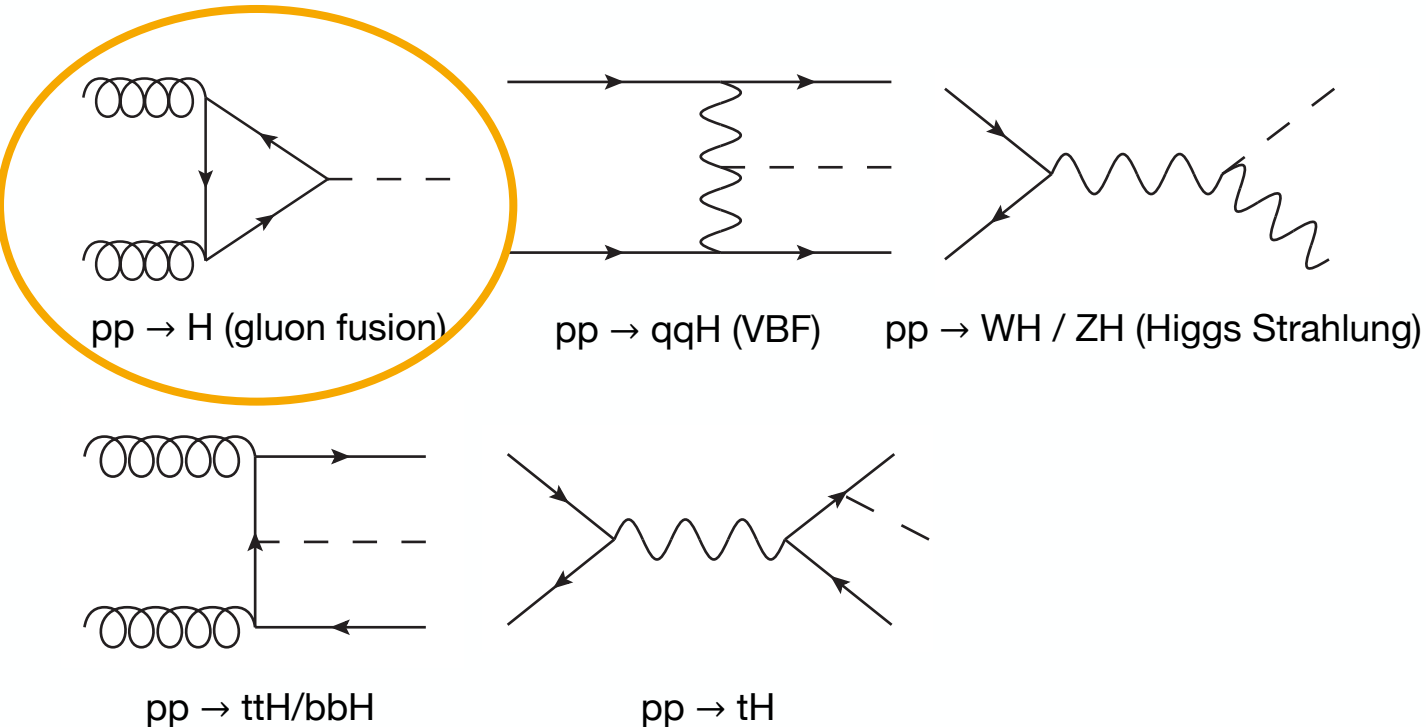 pp → H (gluon fusion)
pp → qqH (VBF)
pp → WH / ZH (Higgs Strahlung)
pp → ttH/bbH
pp → tH